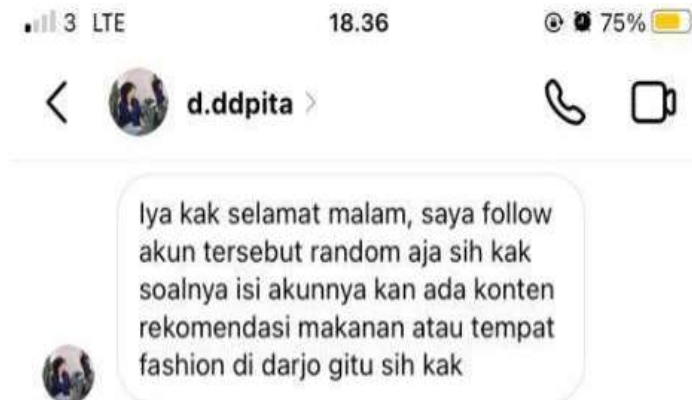 3 LTE 18.36 75%
d.ddpita
Iya kak selamat malam, saya follow
akun tersebut random aja sih kak
soalnya isi akunnya kan ada konten
rekomendasi makanan atau tempat
fashion di darjo gitu sih kak